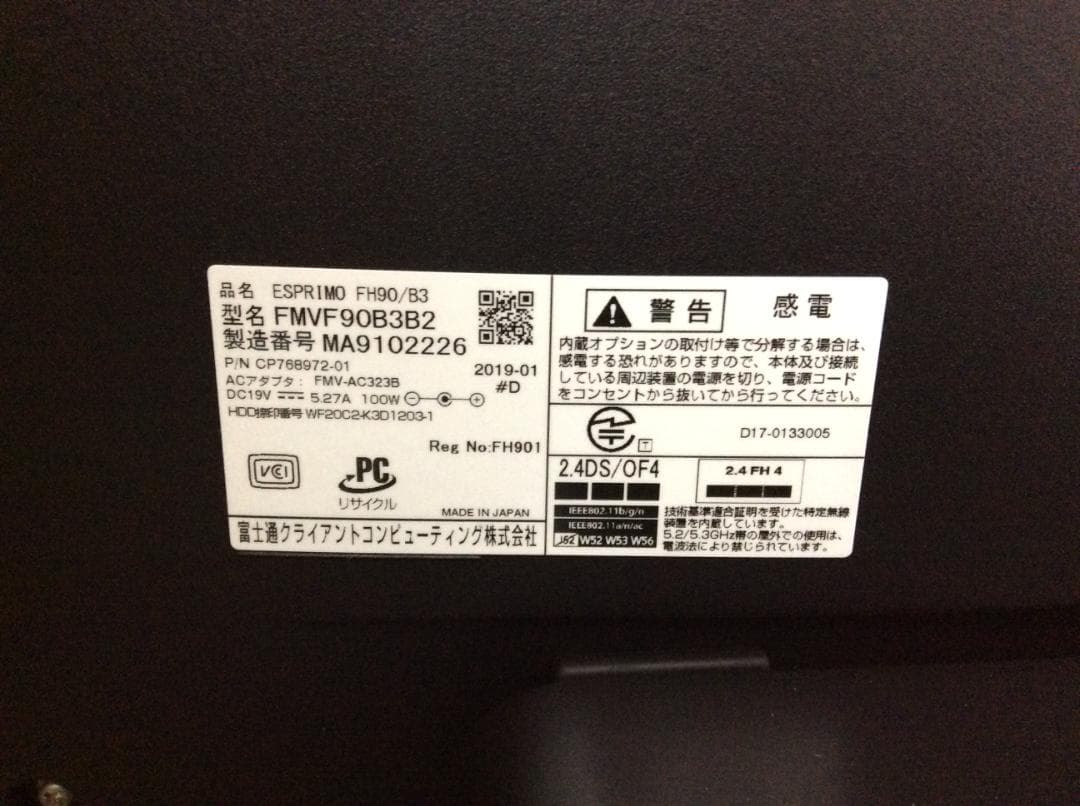 品名 ESPRIMO FH90/B3
型名 FMVF90B3B2
製造番号 MA9102226
P/N CP768972-01
2019-01
#D
ACアダプタ: FMV-AC323B
DC19V 5.27A 100W
HDD捺印番号 WF20C2-K3D1203-1
Reg No:FH901
VCCI
PC
リサイクル
MADE IN JAPAN
富士通クライアントコンピューティング株式会社
警告 感電
内蔵オプションの取付け等で分解する場合は、
感電する恐れがありますので、本体及び接続
している周辺装置の電源を切り、電源コード
をコンセントから抜いてから行ってください。
T
D17-0133005
2.4DS/OF4
2.4 FH 4
IEEE802.11b/g/n
IEEE802.11a/n/ac
J52 W52 W53 W56
技術基準適合証明を受けた特定無線
装置を内蔵しています。
5.2/5.3GHz帯の屋外での使用は、
電波法により禁じられています。